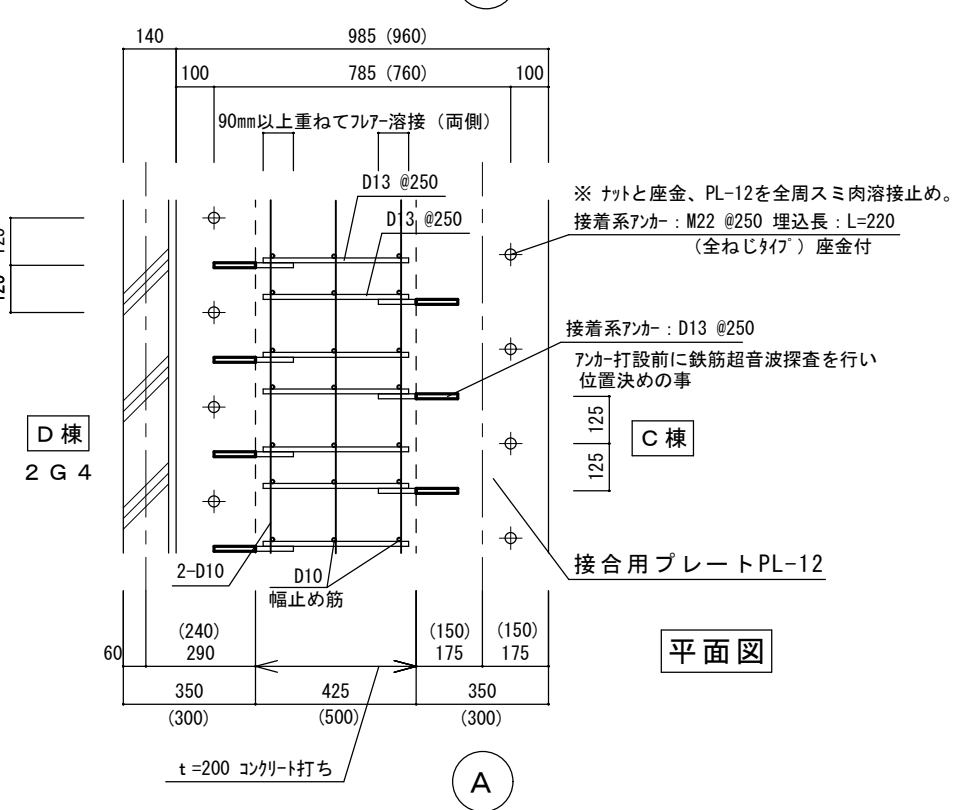 140
985 (960)
100
785 (760)
100
90mm以上重ねてフレアー溶接（両側）
D13 @250
D13 @250
※ ナットと座金、PL-12を全周スミ肉溶接止め。
接着系アンカー：M22 @250 埋込長：L=220
（全ねじタイプ）座金付
接着系アンカー：D13 @250
アンカー打設前に鉄筋超音波探査を行い
位置決めの事
125
125
D棟
2G4
C棟
接合用プレートPL-12
2-D10
D10
幅止め筋
(240)
(150)
(150)
60
290
175
175
平面図
350
425
350
(300)
(500)
(300)
t=200 コンクリート打ち
A